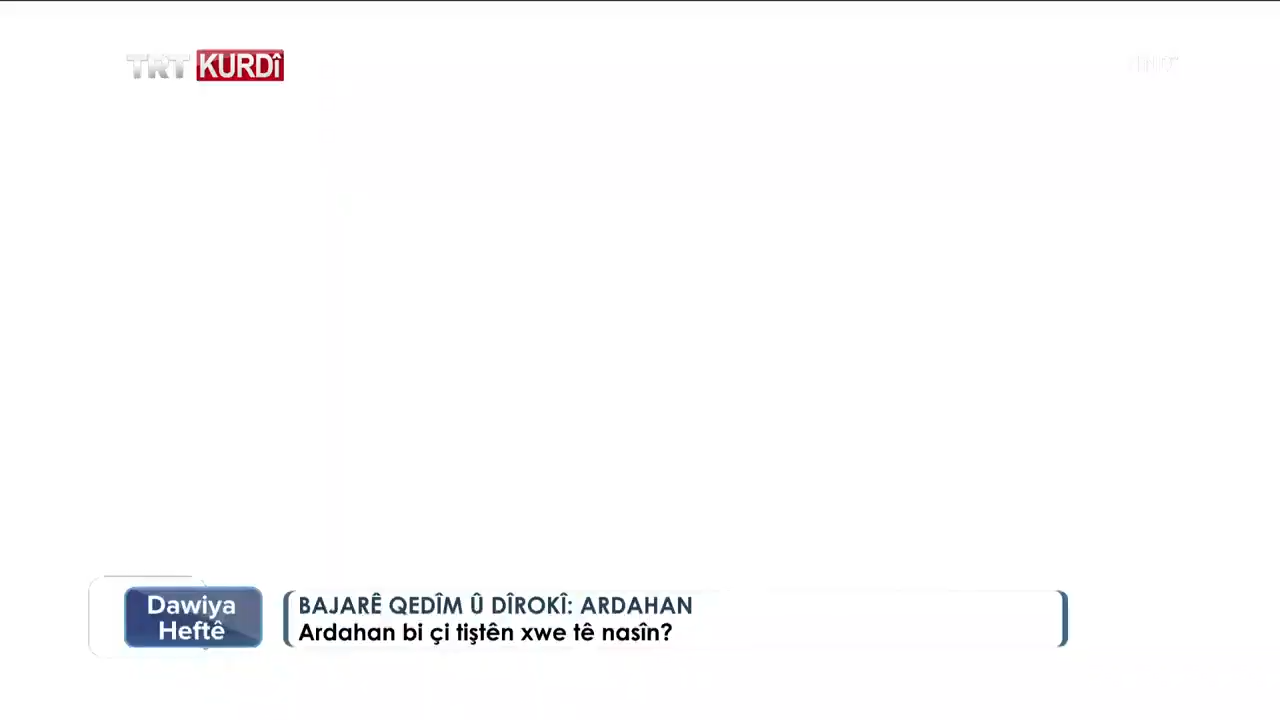 TRT KURDÎ
Dawiya
Heftê
BAJARÊ QEDÎM Û DÎROKÎ: ARDAHAN
Ardahan bi çi tiştên xwe tê nasîn?